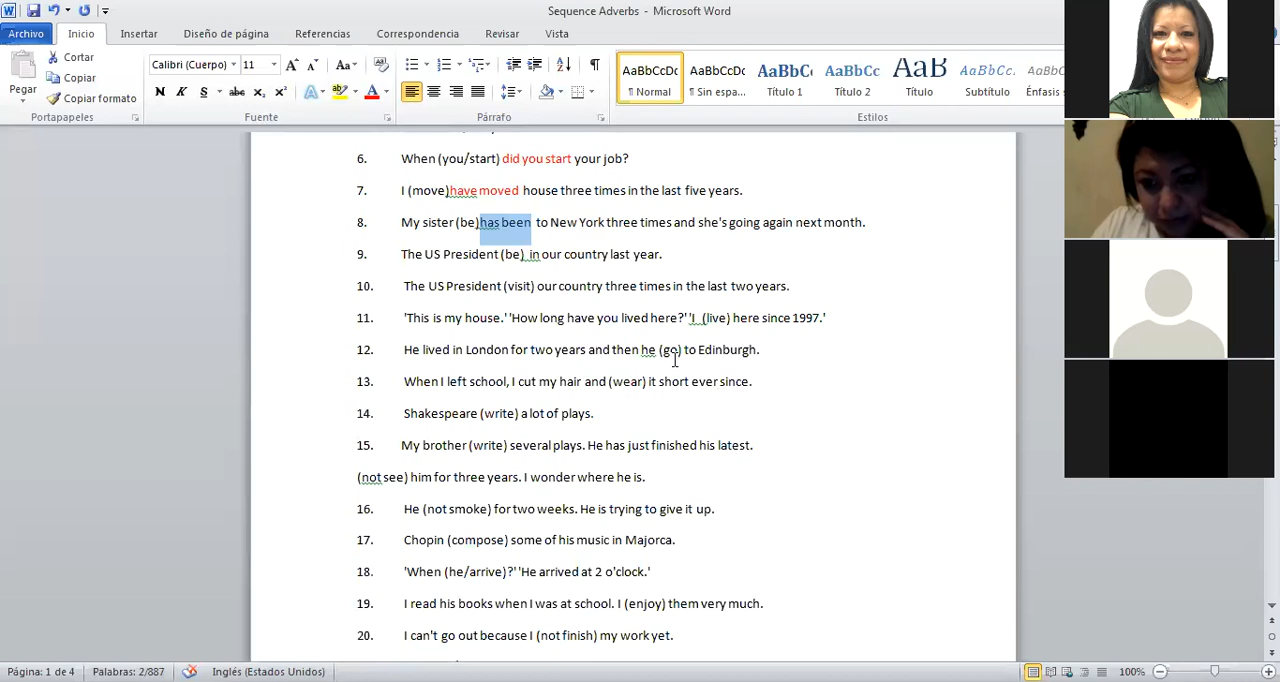 Sequence Adverbs - Microsoft Word
Archivo Inicio Insertar Diseño de página Referencias Correspondencia Revisar Vista
Cortar
Copiar
Copiar formato
Pegar
Portapapeles
Calibri (Cuerpo) 11 A A Aa
N K S abc x₂ x² A ab A
Fuente
Párrafo
AaBbCcDc AaBbCcDc AaBbC AaBbCc AaB AaBbCcDc AaBbCcD
¶ Normal ¶ Sin espa... Título 1 Título 2 Título Subtítulo Énfasis
Estilos
6. When (you/start) did you start your job?
7. I (move)have moved house three times in the last five years.
8. My sister (be)has been to New York three times and she's going again next month.
9. The US President (be) in our country last year.
10. The US President (visit) our country three times in the last two years.
11. 'This is my house.' 'How long have you lived here?' 'I (live) here since 1997.'
12. He lived in London for two years and then he (go) to Edinburgh.
13. When I left school, I cut my hair and (wear) it short ever since.
14. Shakespeare (write) a lot of plays.
15. My brother (write) several plays. He has just finished his latest.
(not see) him for three years. I wonder where he is.
16. He (not smoke) for two weeks. He is trying to give it up.
17. Chopin (compose) some of his music in Majorca.
18. 'When (he/arrive)?' 'He arrived at 2 o'clock.'
19. I read his books when I was at school. I (enjoy) them very much.
20. I can't go out because I (not finish) my work yet.
Página: 1 de 4 Palabras: 2/887 Inglés (Estados Unidos) 100%